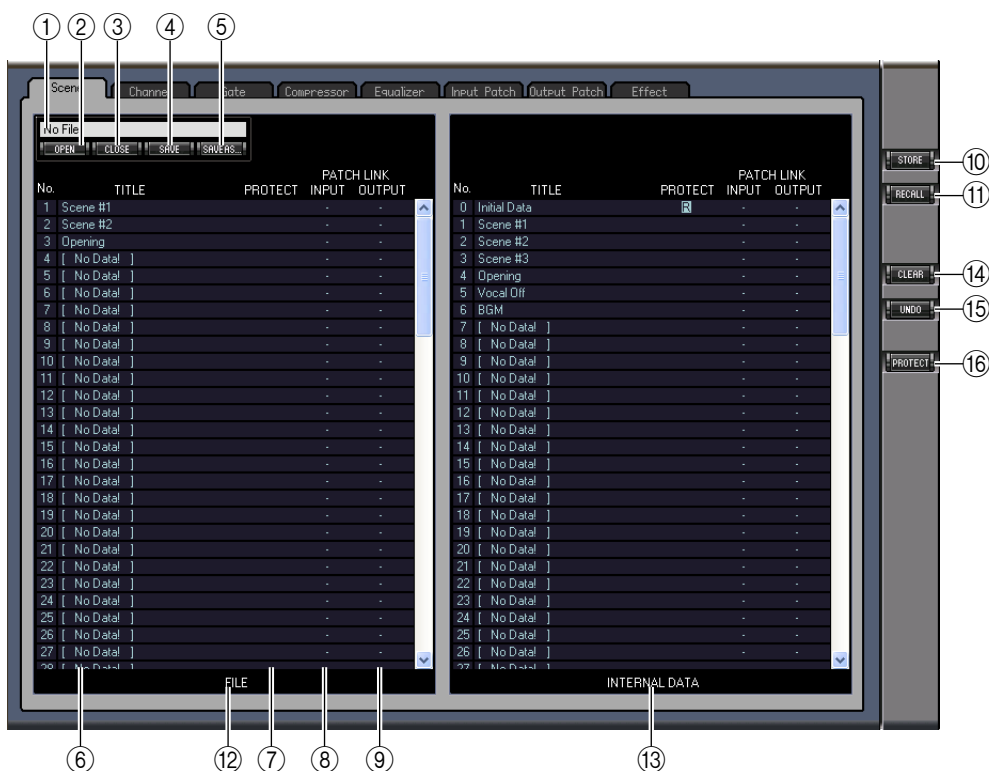 ① ② ③ ④ ⑤
Scene Channel Gate Compressor Equalizer Input Patch Output Patch Effect
No File
OPEN CLOSE SAVE SAVE AS...
PATCH LINK
No. TITLE PROTECT INPUT OUTPUT
1 Scene #1 - -
2 Scene #2 - -
3 Opening - -
4 [ No Data! ] - -
5 [ No Data! ] - -
6 [ No Data! ] - -
7 [ No Data! ] - -
8 [ No Data! ] - -
9 [ No Data! ] - -
10 [ No Data! ] - -
11 [ No Data! ] - -
12 [ No Data! ] - -
13 [ No Data! ] - -
14 [ No Data! ] - -
15 [ No Data! ] - -
16 [ No Data! ] - -
17 [ No Data! ] - -
18 [ No Data! ] - -
19 [ No Data! ] - -
20 [ No Data! ] - -
21 [ No Data! ] - -
22 [ No Data! ] - -
23 [ No Data! ] - -
24 [ No Data! ] - -
25 [ No Data! ] - -
26 [ No Data! ] - -
27 [ No Data! ] - -
28 [ No Data! ]
FILE
PATCH LINK
No. TITLE PROTECT INPUT OUTPUT
0 Initial Data R - -
1 Scene #1 - -
2 Scene #2 - -
3 Scene #3 - -
4 Opening - -
5 Vocal Off - -
6 BGM - -
7 [ No Data! ] - -
8 [ No Data! ] - -
9 [ No Data! ] - -
10 [ No Data! ] - -
11 [ No Data! ] - -
12 [ No Data! ] - -
13 [ No Data! ] - -
14 [ No Data! ] - -
15 [ No Data! ] - -
16 [ No Data! ] - -
17 [ No Data! ] - -
18 [ No Data! ] - -
19 [ No Data! ] - -
20 [ No Data! ] - -
21 [ No Data! ] - -
22 [ No Data! ] - -
23 [ No Data! ] - -
24 [ No Data! ] - -
25 [ No Data! ] - -
26 [ No Data! ] - -
27 [ No Data! ]
INTERNAL DATA
STORE ⑩
RECALL ⑪
CLEAR ⑭
UNDO ⑮
PROTECT ⑯
⑥ ⑫ ⑦ ⑧ ⑨ ⑬